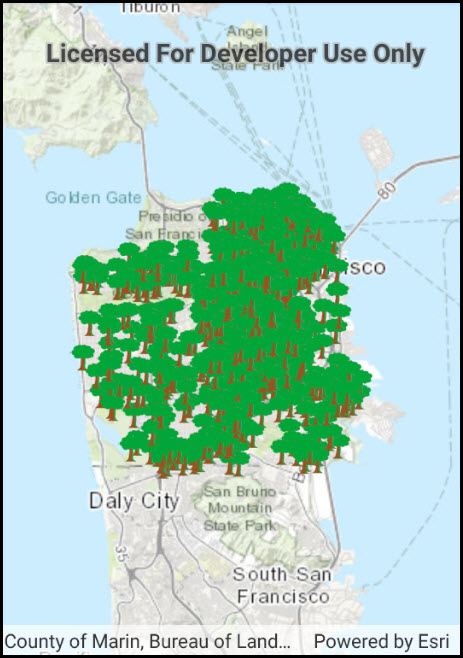 Tiburon
Angel
Island
State Park
Licensed For Developer Use Only
Golden Gate
Presidio of
San Francisco
80
Daly City
San Bruno
Mountain
State Park
35
South San
Francisco
County of Marin, Bureau of Land... Powered by Esri